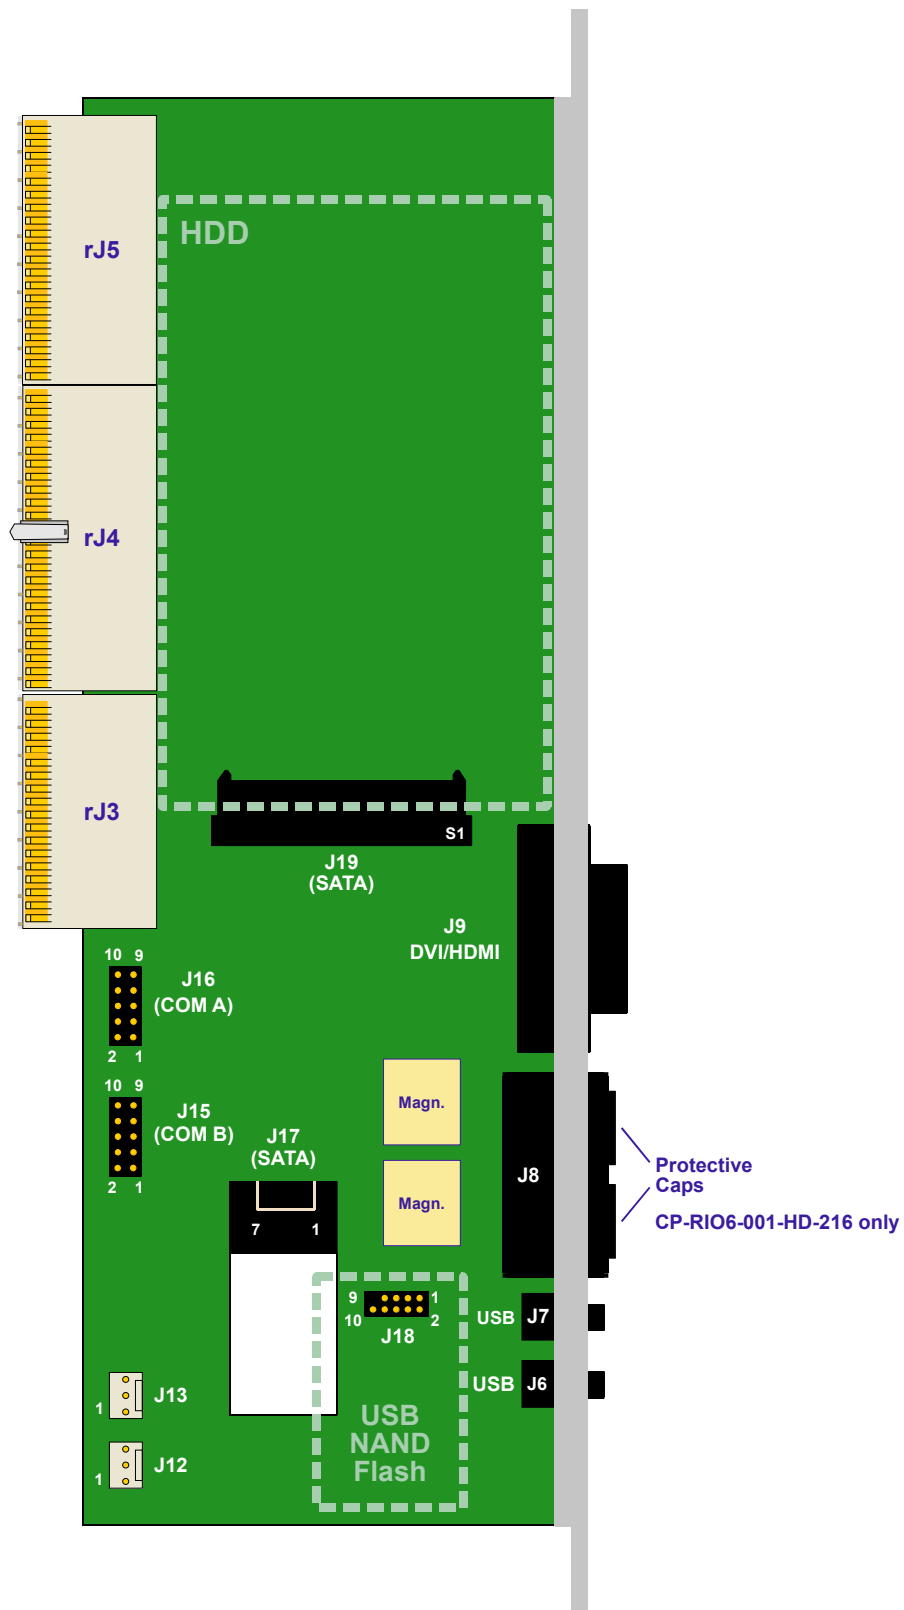 HDD
rJ5
rJ4
rJ3
S1
J19
(SATA)
J9
DVI/HDMI
10 9
J16
(COM A)
2 1
10 9
J15
(COM B)
2 1
J17
(SATA)
7 1
Magn.
Magn.
J8
Protective
Caps
CP-RIO6-001-HD-216 only
9 1
10 2
J18
USB J7
USB J6
USB
NAND
Flash
J13
1
J12
1